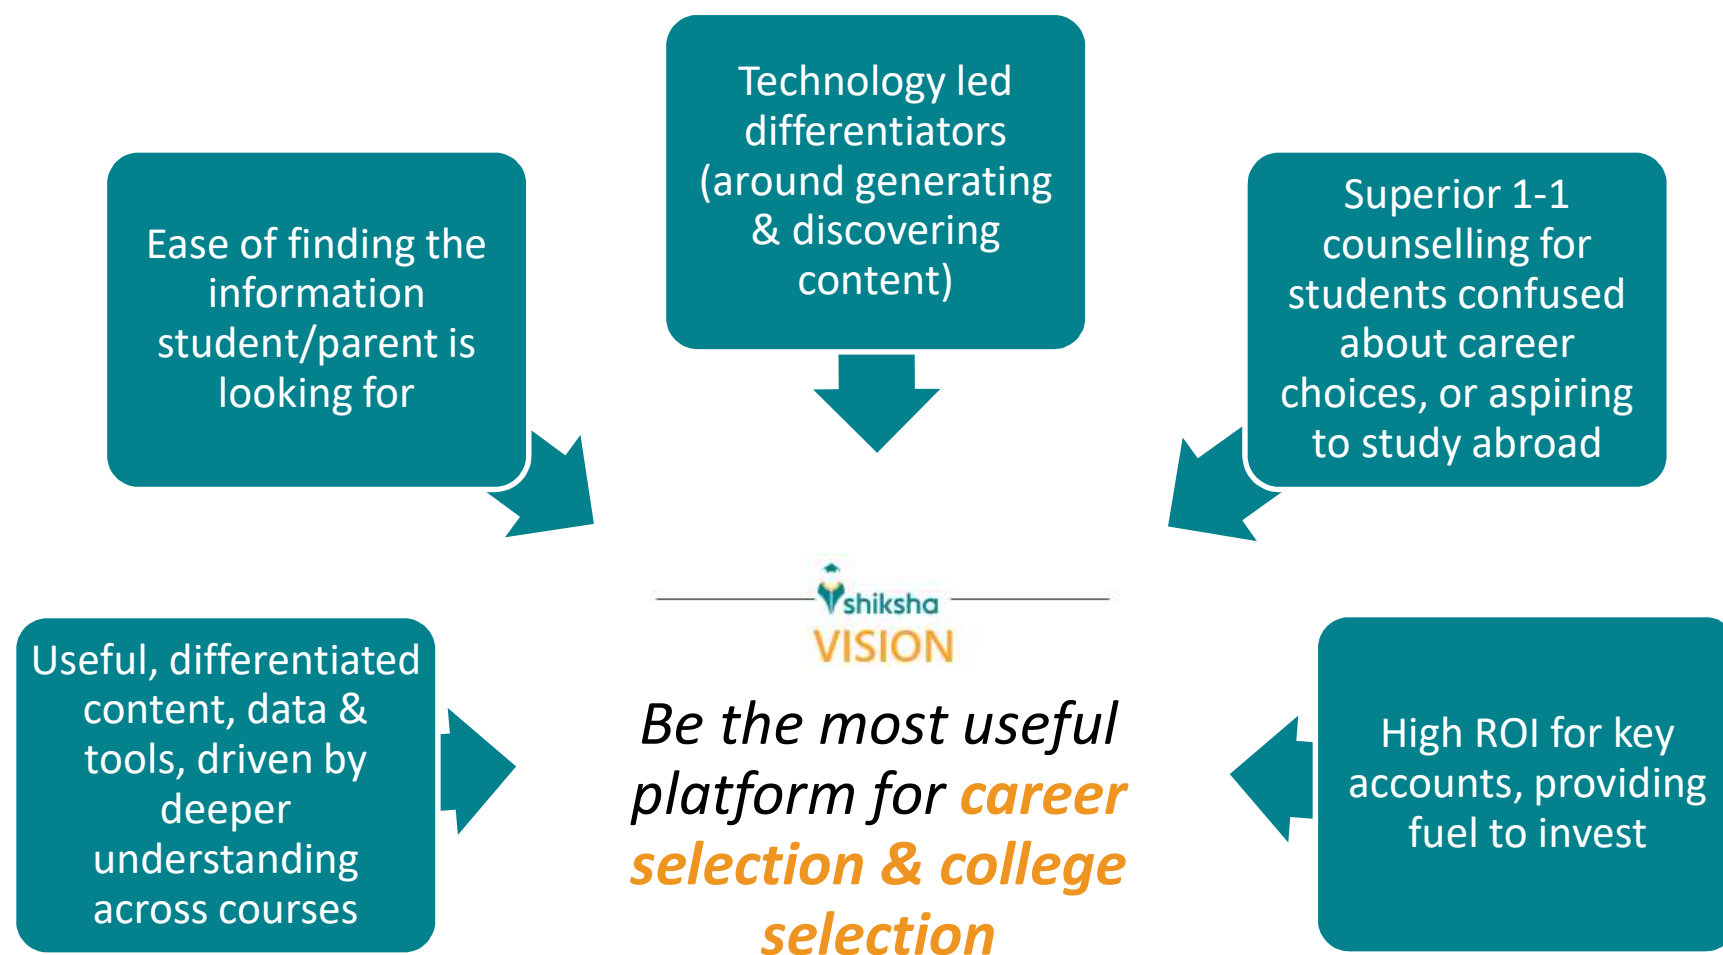 Technology led
differentiators
(around generating
& discovering
content)
Ease of finding the
information
student/parent is
looking for
Superior 1-1
counselling for
students confused
about career
choices, or aspiring
to study abroad
Useful, differentiated
content, data &
tools, driven by
deeper
understanding
across courses
shiksha
VISION
Be the most useful
platform for career
selection & college
selection
High ROI for key
accounts, providing
fuel to invest